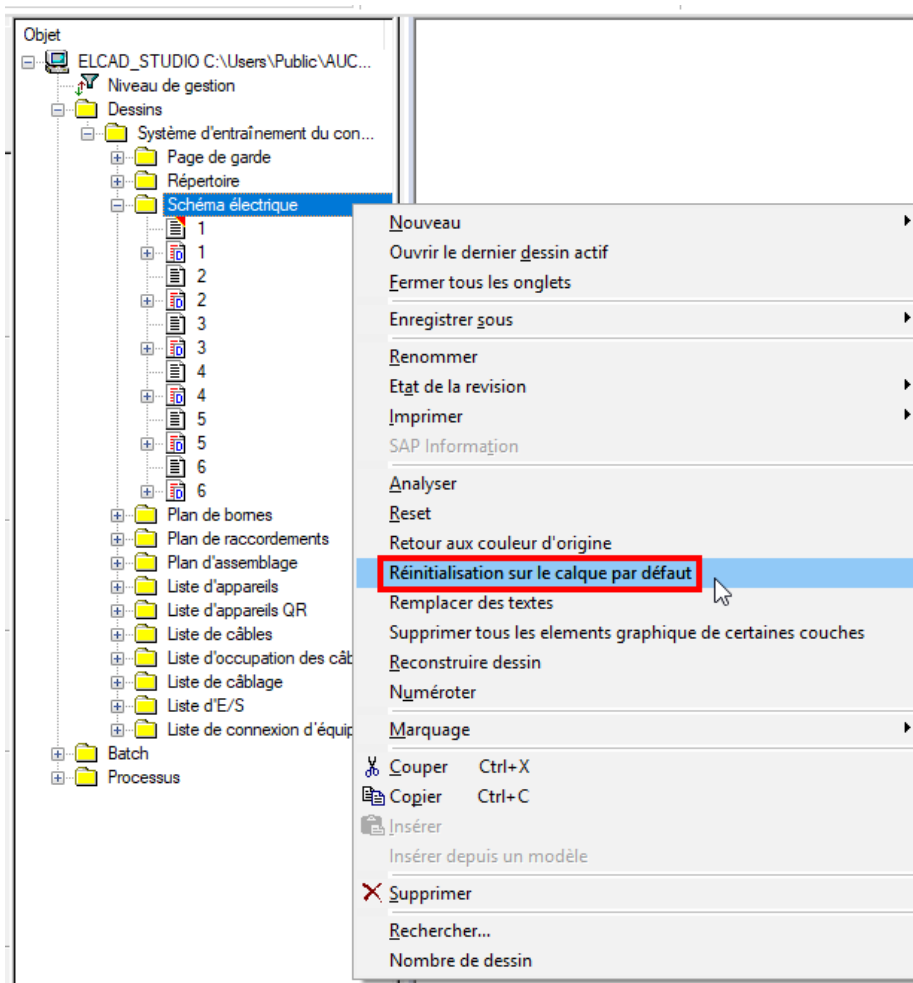 Objet
ELCAD_STUDIO C:\Users\Public\AUC...
Niveau de gestion
Dessins
Système d'entraînement du con...
Page de garde
Répertoire
Schéma électrique
1
1
2
2
3
3
4
4
5
5
6
6
Plan de bornes
Plan de raccordements
Plan d'assemblage
Liste d'appareils
Liste d'appareils QR
Liste de câbles
Liste d'occupation des câb
Liste de câblage
Liste d'E/S
Liste de connexion d'équip
Batch
Processus
Nouveau
Ouvrir le dernier dessin actif
Fermer tous les onglets
Enregistrer sous
Renommer
Etat de la revision
Imprimer
SAP Information
Analyser
Reset
Retour aux couleur d'origine
Réinitialisation sur le calque par défaut
Remplacer des textes
Supprimer tous les elements graphique de certaines couches
Reconstruire dessin
Numéroter
Marquage
Couper Ctrl+X
Copier Ctrl+C
Insérer
Insérer depuis un modèle
Supprimer
Rechercher...
Nombre de dessin